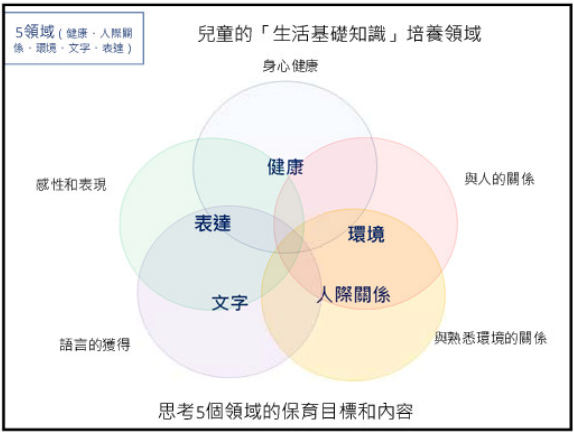 5領域(健康、人際關
係、環境、文字、表達)
兒童的「生活基礎知識」培養領域
身心健康
健康
感性和表現
與人的關係
表達
環境
文字
人際關係
語言的獲得
與熟悉環境的關係
思考5個領域的保育目標和內容